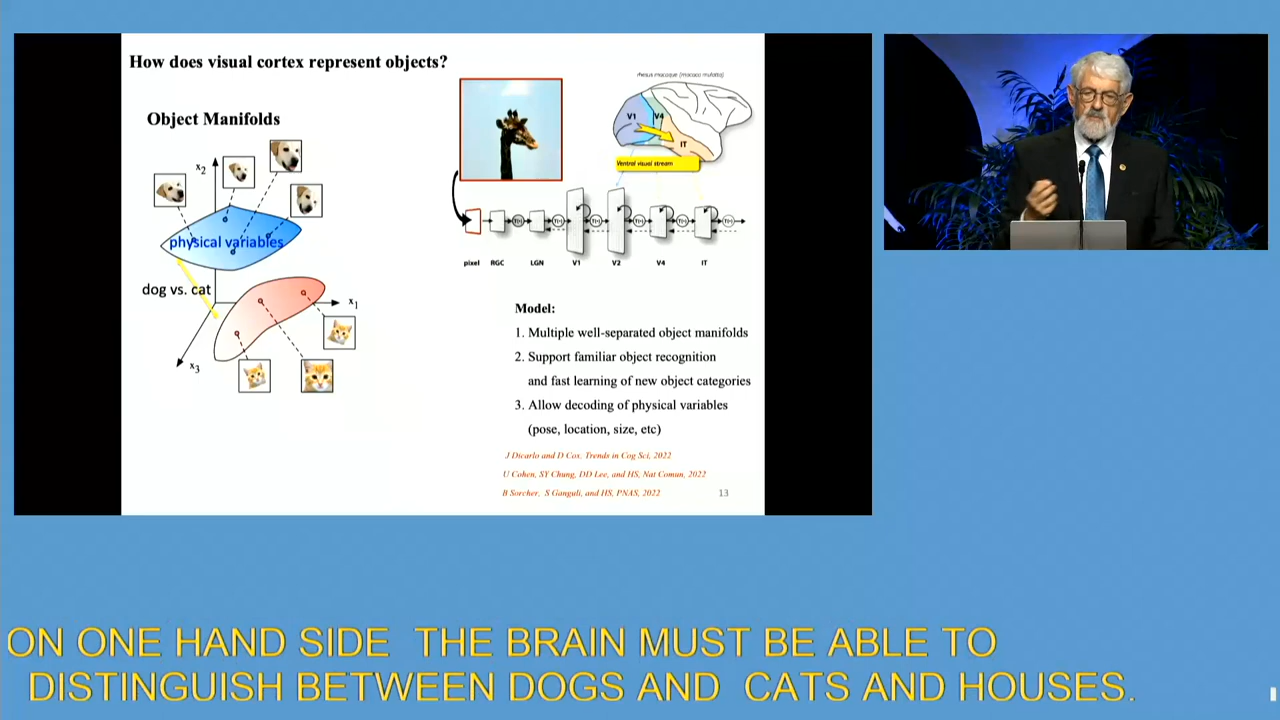 How does visual cortex represent objects?
Object Manifolds
x2
physical variables
dog vs. cat
x1
x3
rhesus macaque (macaca mulatta)
V1
V4
IT
Ventral visual stream
pixel RGC LGN V1 V2 V4 IT
Model:
1. Multiple well-separated object manifolds
2. Support familiar object recognition
and fast learning of new object categories
3. Allow decoding of physical variables
(pose, location, size, etc)
J Dicarlo and D Cox, Trends in Cog Sci, 2022
U Cohen, SY Chung, DD Lee, and HS, Nat Comun, 2022
B Sorcher, S Ganguli, and HS, PNAS, 2022
13
ON ONE HAND SIDE THE BRAIN MUST BE ABLE TO
DISTINGUISH BETWEEN DOGS AND CATS AND HOUSES.